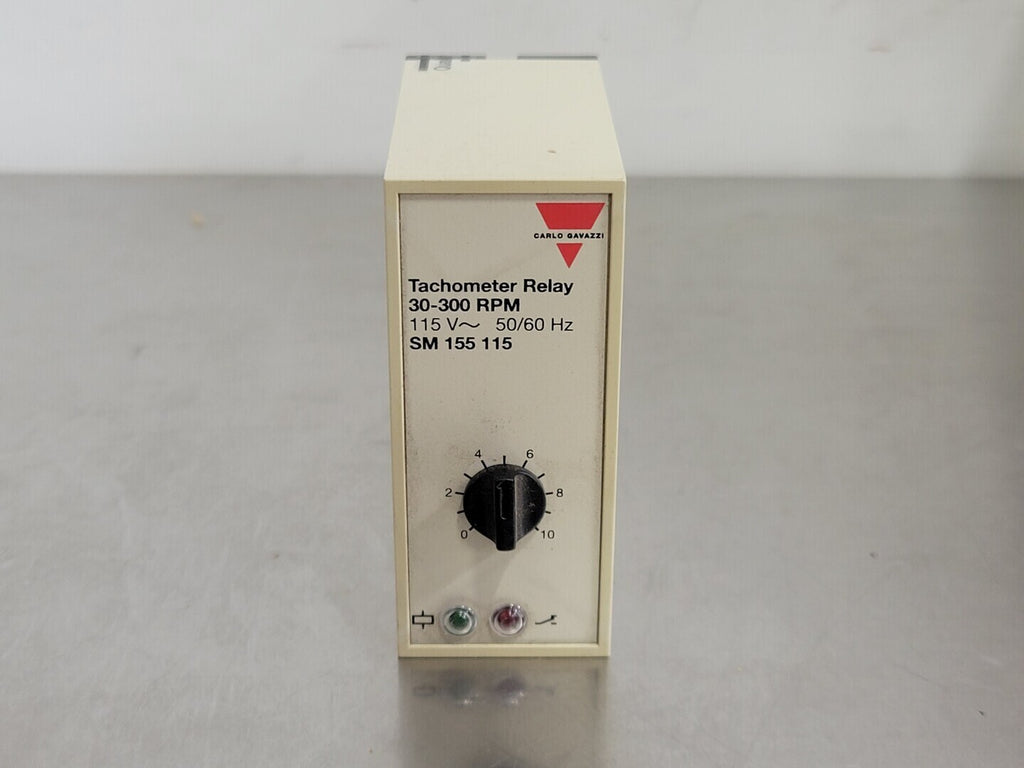 CARLO GAVAZZI
Tachometer Relay
30-300 RPM
115 V~ 50/60 Hz
SM 155 115
4 6
2 8
0 10